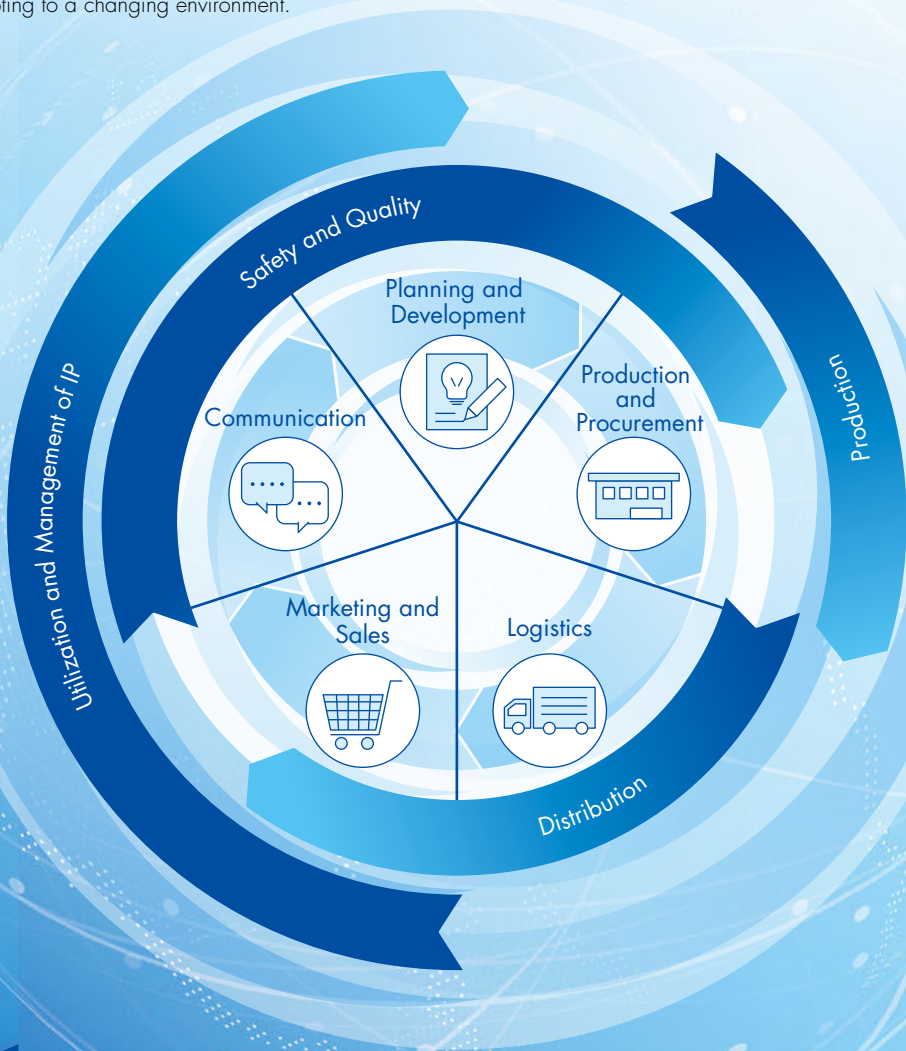 to a changing environment.
Safety and Quality
Planning and
Development
Production
and
Procurement
Communication
Production
Utilization and Management of IP
Marketing and
Sales
Logistics
Distribution